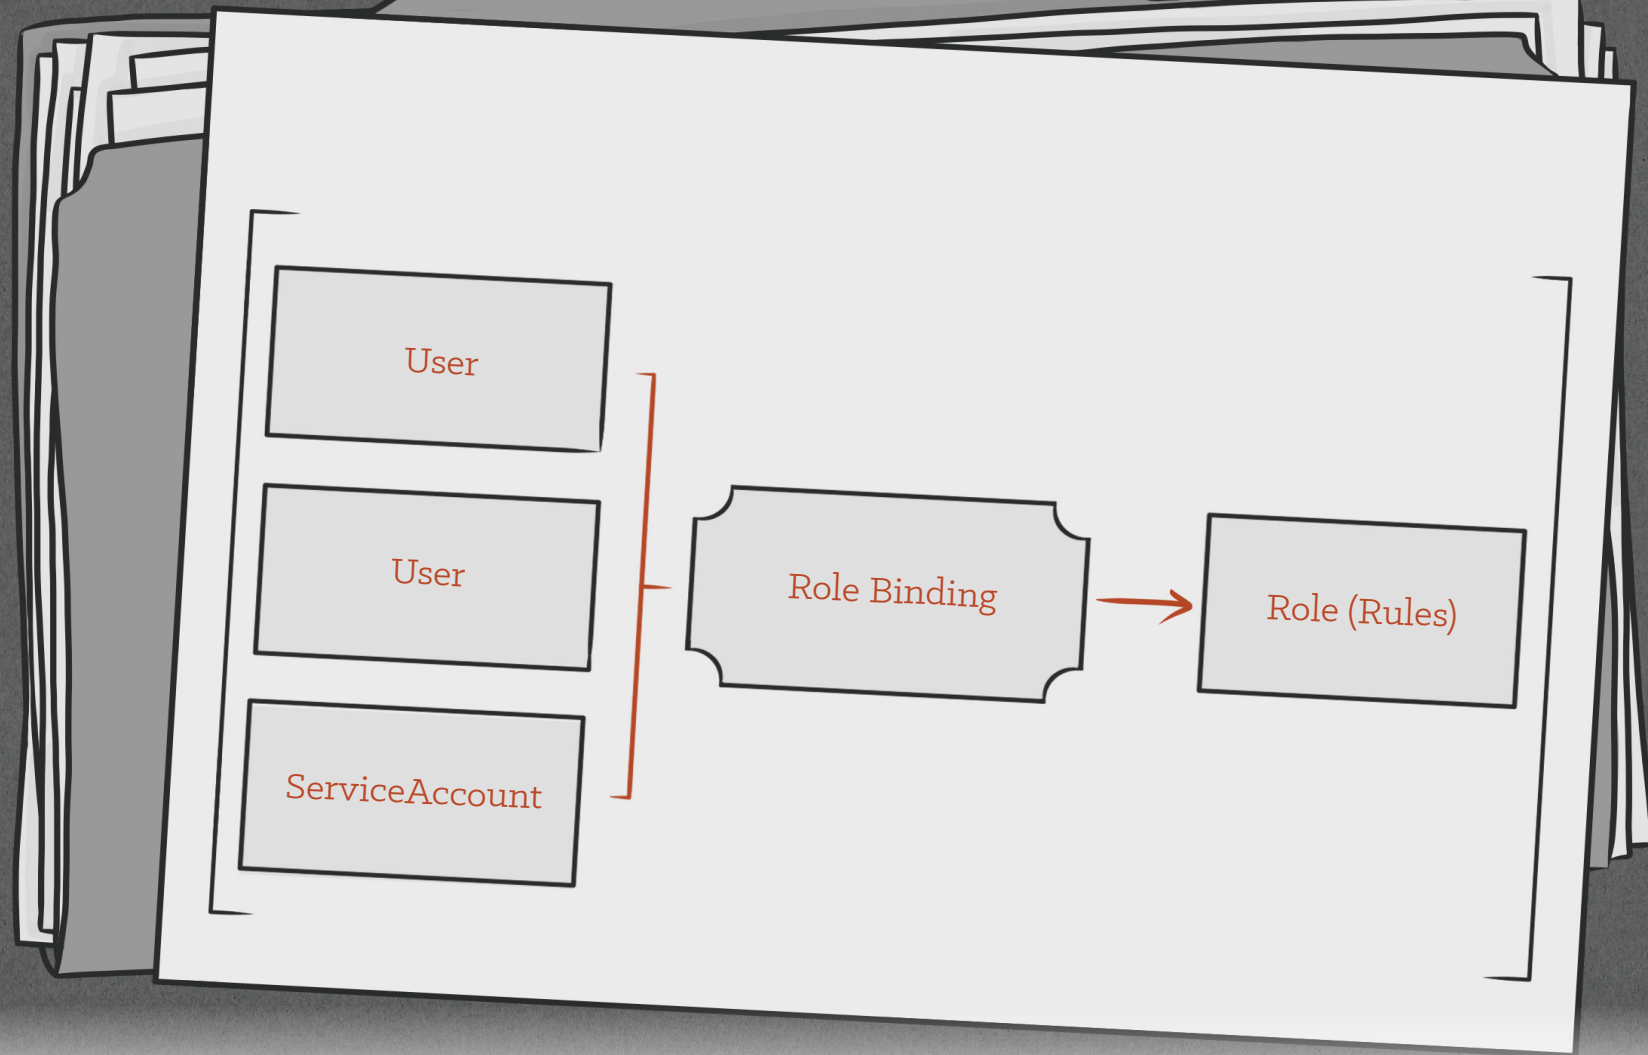 User
User
ServiceAccount
Role Binding
Role (Rules)